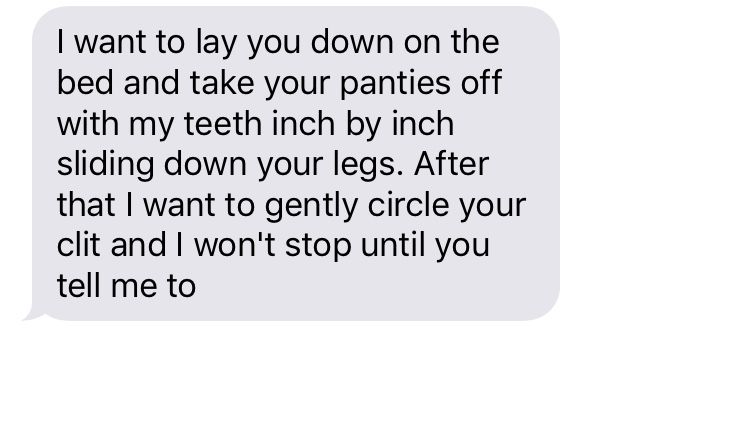 I want to lay you down on the
bed and take your panties off
with my teeth inch by inch
sliding down your legs. After
that I want to gently circle your
clit and I won't stop until you
tell me to